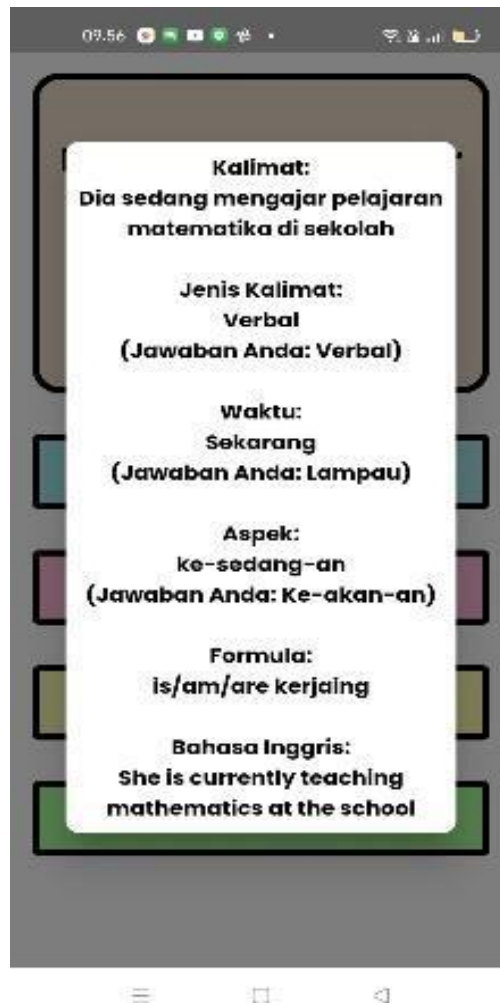 09.56
Kalimat:
Dia sedang mengajar pelajaran
matematika di sekolah
Jenis Kalimat:
Verbal
(Jawaban Anda: Verbal)
Waktu:
Sekarang
(Jawaban Anda: Lampau)
Aspek:
ke-sedang-an
(Jawaban Anda: Ke-akan-an)
Formula:
is/am/are kerjaing
Bahasa Inggris:
She is currently teaching
mathematics at the school